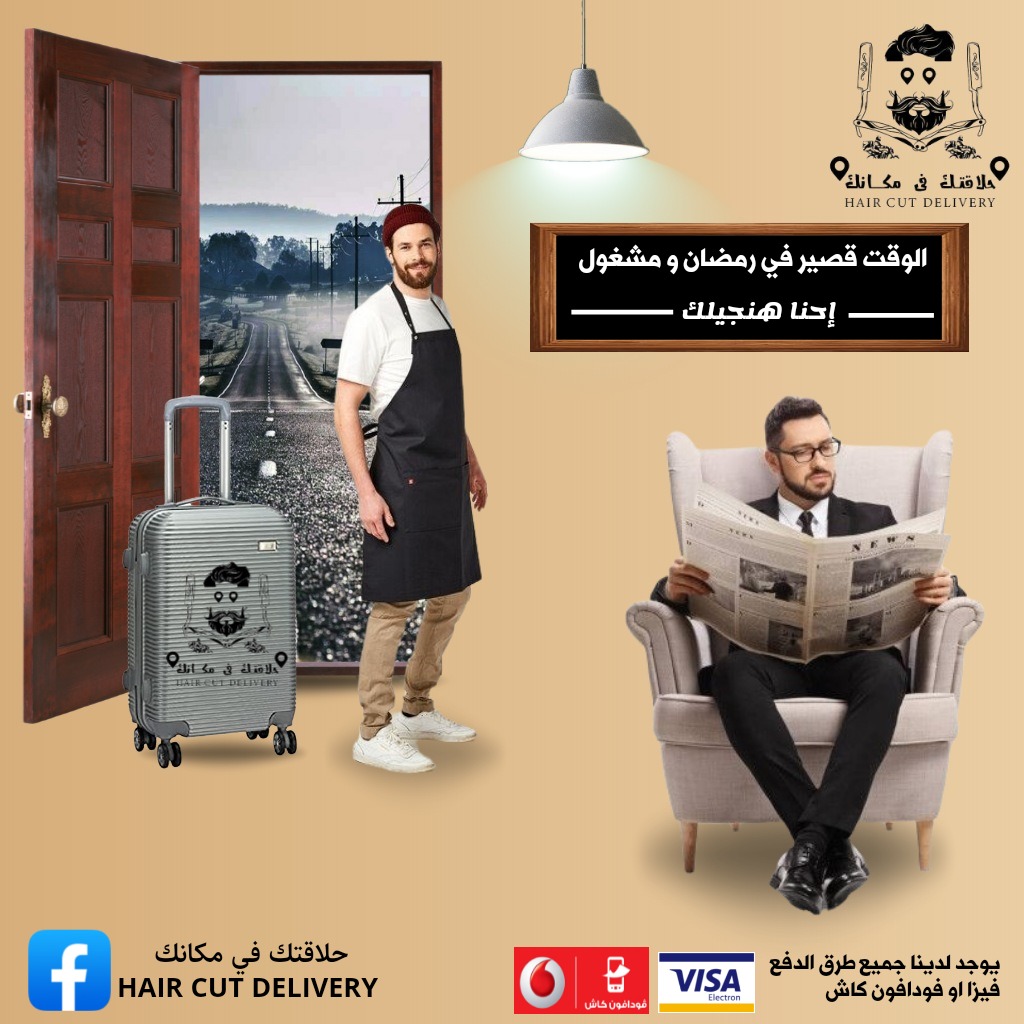 حلاقتك في مكانك
HAIR CUT DELIVERY
الوقت قصير في رمضان و مشغول
إحنا هنجيلك
NEWS
NEWS
NEWS
حلاقتك في مكانك
HAIR CUT DELIVERY
حلاقتك في مكانك
HAIR CUT DELIVERY
فودافون كاش
VISA
Electron
يوجد لدينا جميع طرق الدفع
فيزا او فودافون كاش